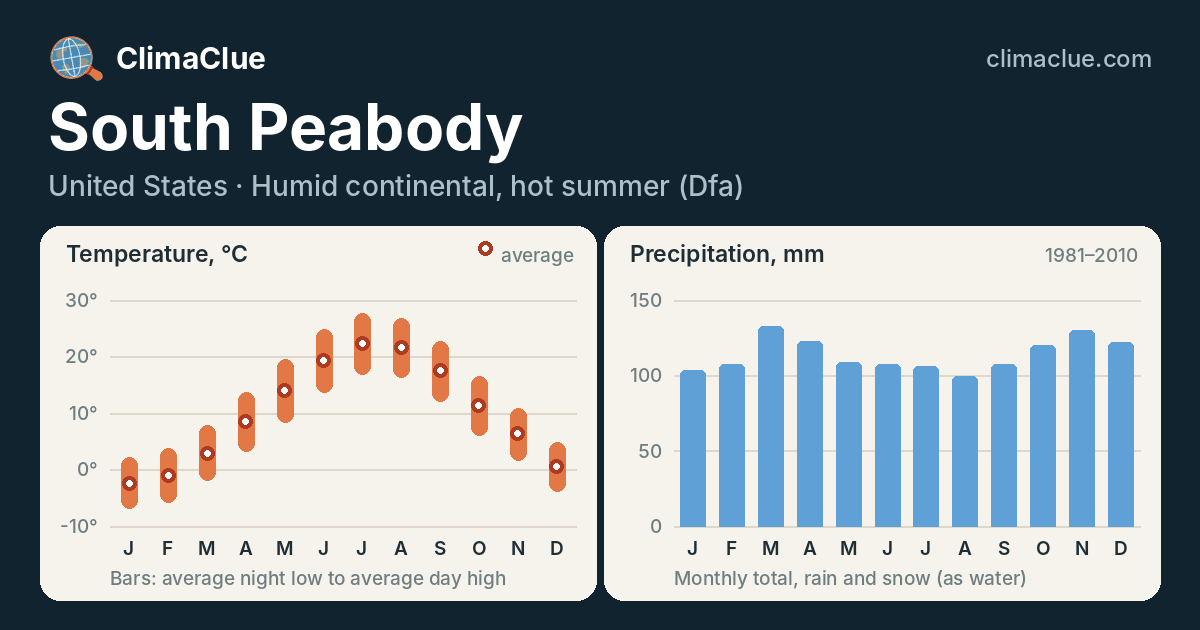 ClimaClue
climaclue.com
South Peabody
United States · Humid continental, hot summer (Dfa)
Temperature, °C
average
30°
20°
10°
0°
-10°
J F M A M J J A S O N D
Bars: average night low to average day high
Precipitation, mm
1981–2010
150
100
50
0
J F M A M J J A S O N D
Monthly total, rain and snow (as water)